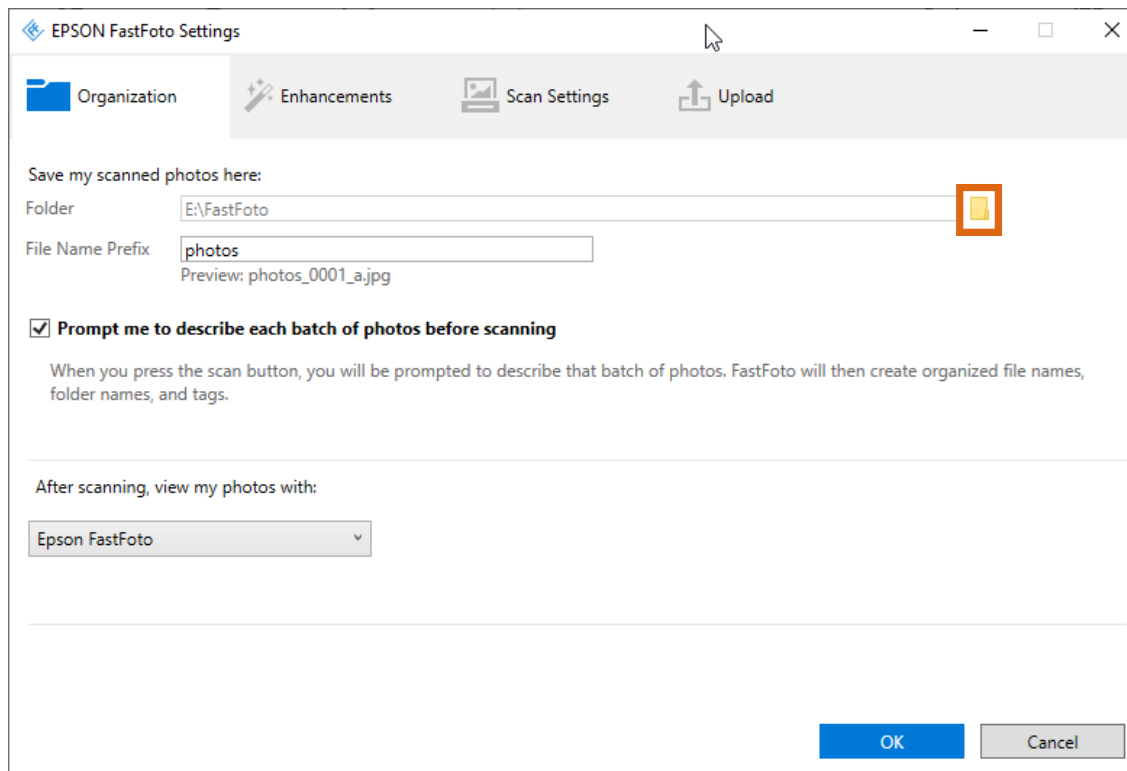 EPSON FastFoto Settings
Organization
Enhancements
Scan Settings
Upload
Save my scanned photos here:
Folder
E:\FastFoto
File Name Prefix
photos
Preview: photos_0001_a.jpg
Prompt me to describe each batch of photos before scanning
When you press the scan button, you will be prompted to describe that batch of photos. FastFoto will then create organized file names,
folder names, and tags.
After scanning, view my photos with:
Epson FastFoto
OK
Cancel